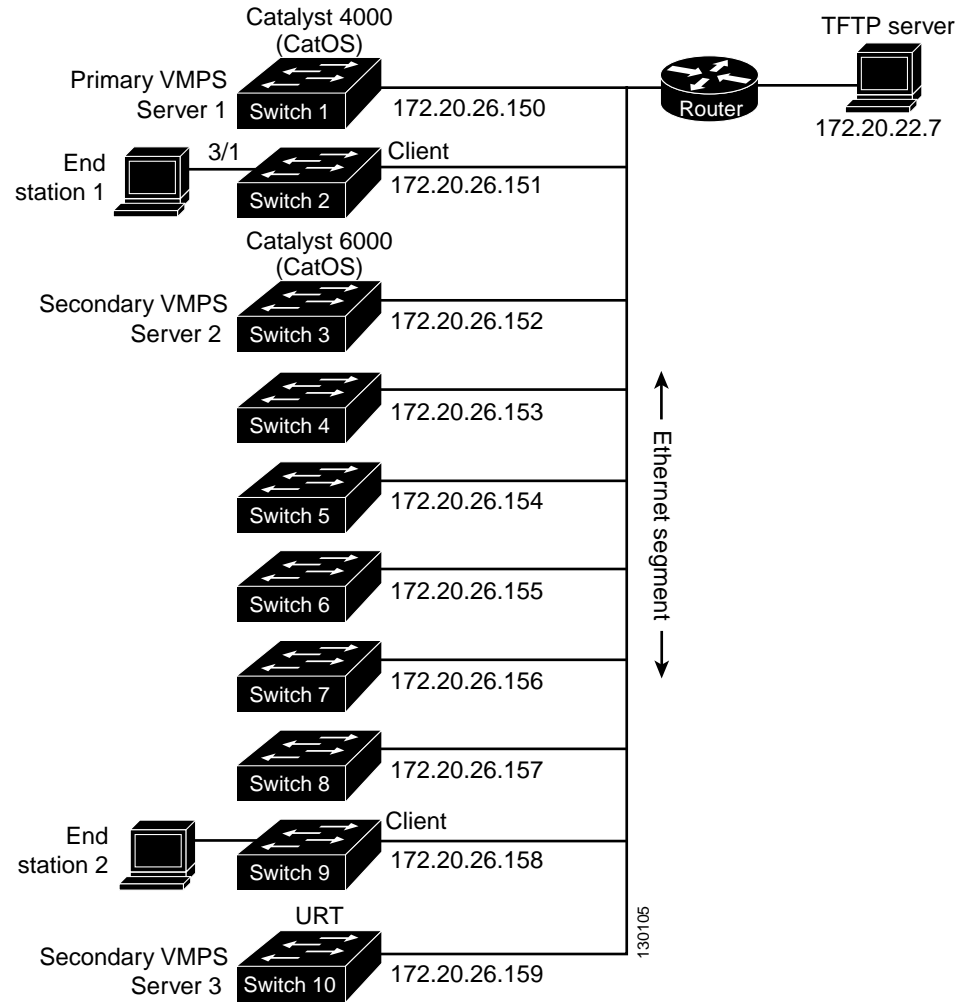 Catalyst 4000
(CatOS)
TFTP server
Primary VMPS
Server 1
Switch 1
172.20.26.150
Router
172.20.22.7
End
station 1
3/1
Client
Switch 2
172.20.26.151
Catalyst 6000
(CatOS)
Secondary VMPS
Server 2
Switch 3
172.20.26.152
Switch 4
172.20.26.153
Ethernet segment
Switch 5
172.20.26.154
Switch 6
172.20.26.155
Switch 7
172.20.26.156
Switch 8
172.20.26.157
End
station 2
Client
Switch 9
172.20.26.158
URT
Secondary VMPS
Server 3
Switch 10
172.20.26.159
130105